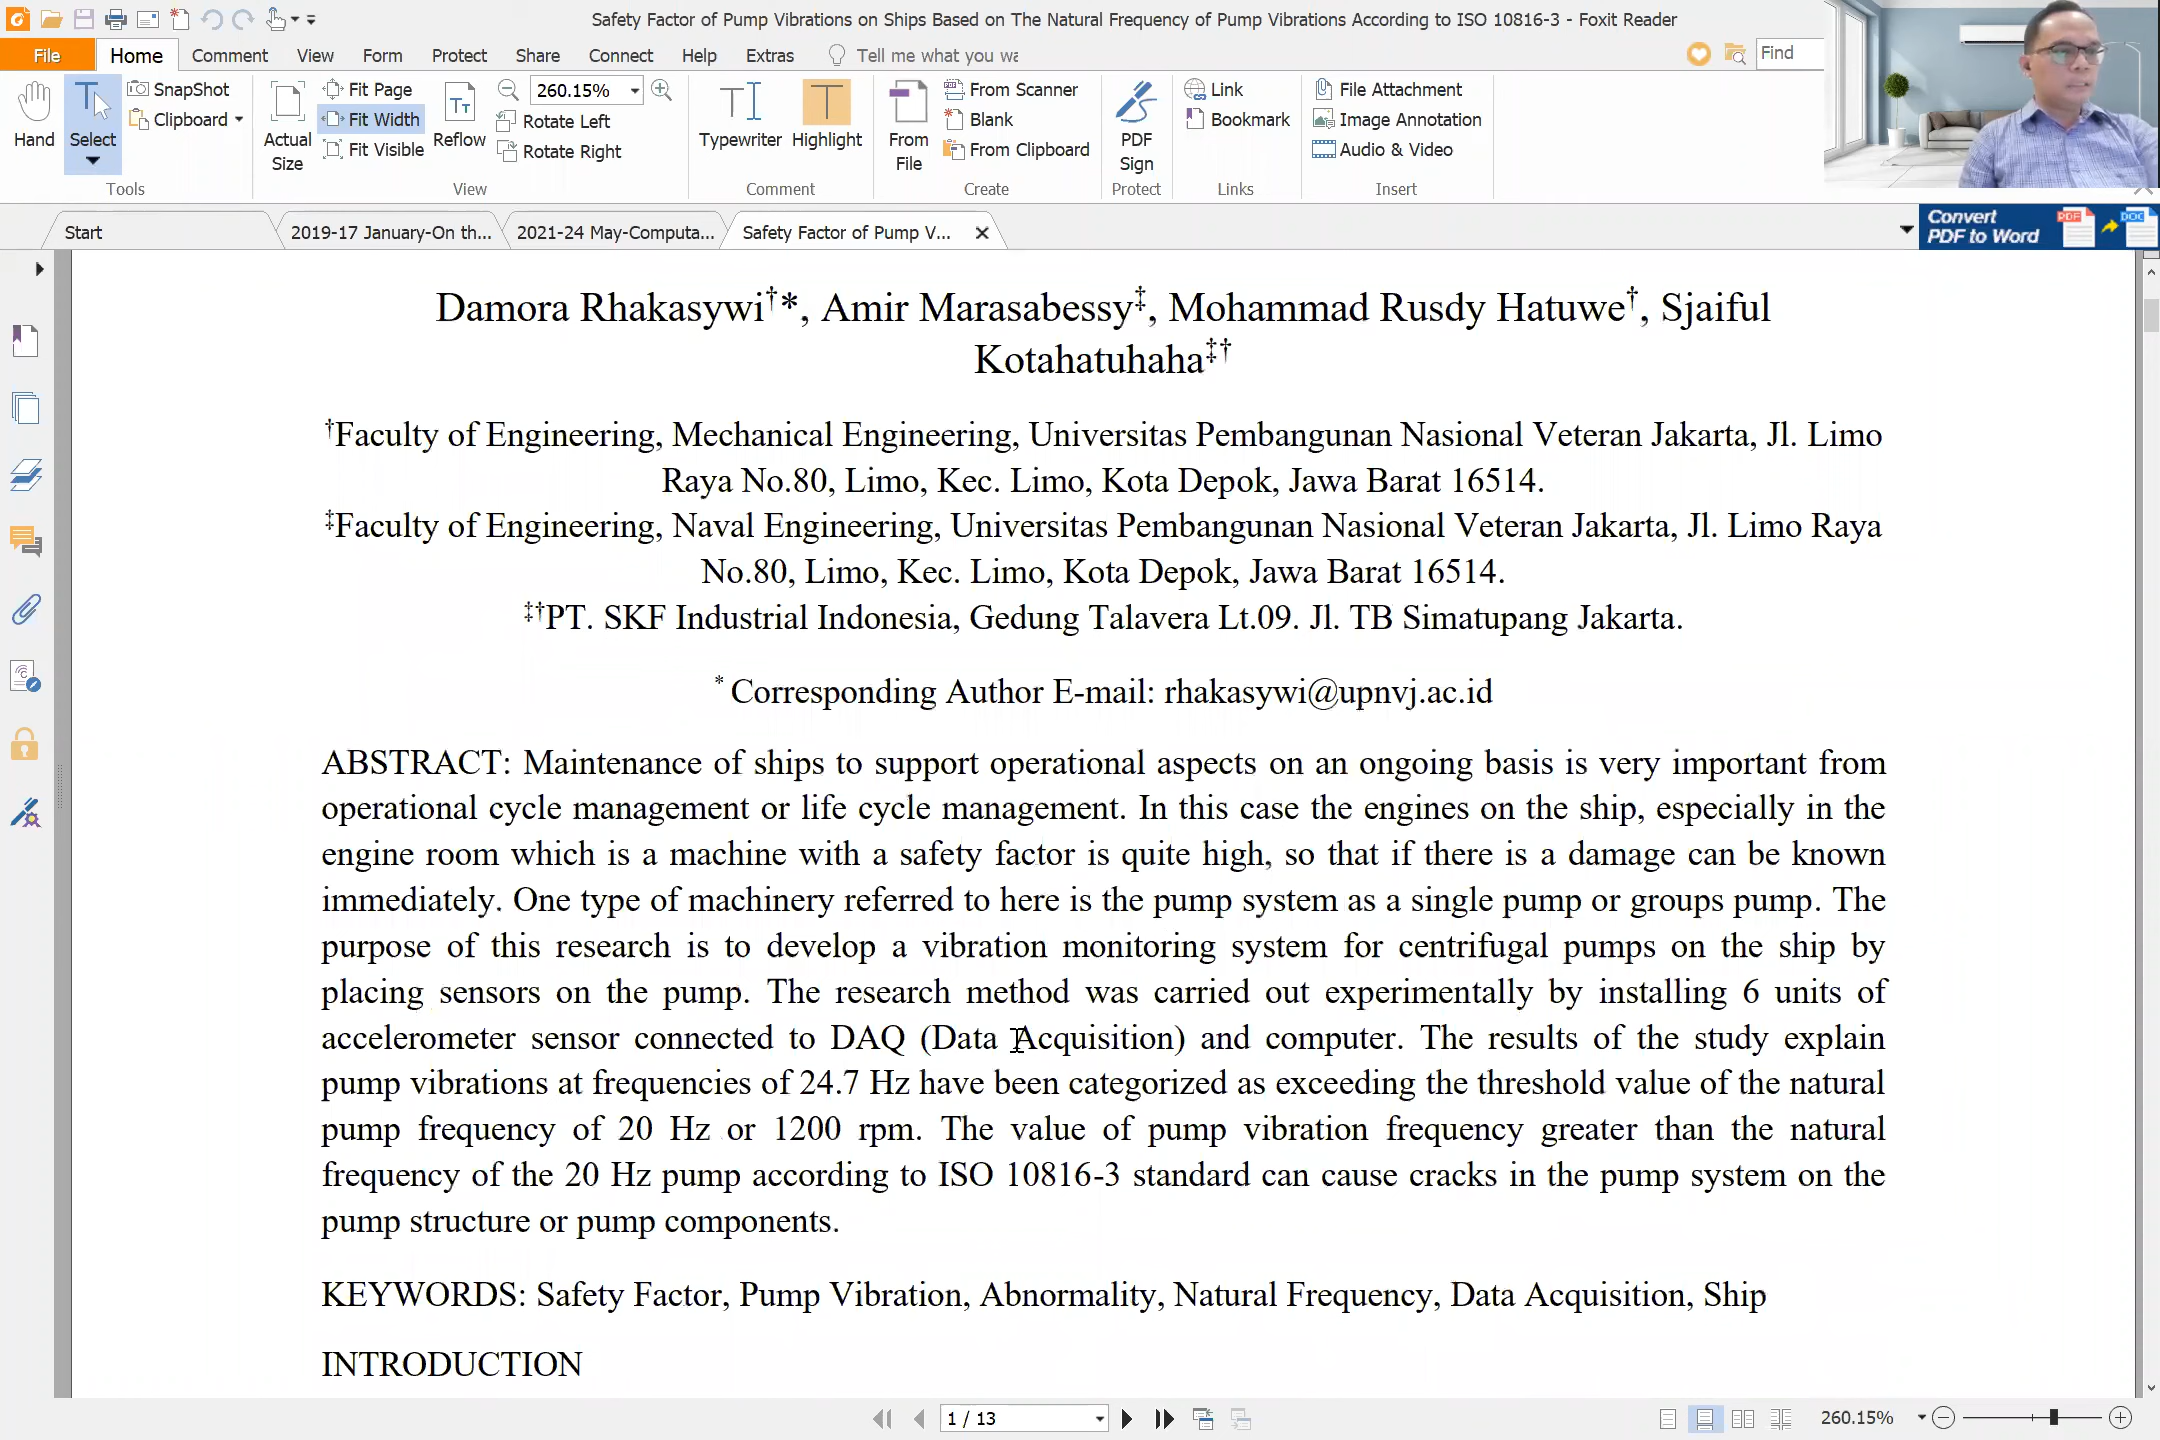 Safety Factor of Pump Vibrations on Ships Based on The Natural Frequency of Pump Vibrations According to ISO 10816-3 - Foxit Reader
File Home Comment View Form Protect Share Connect Help Extras Tell me what you wa Find
Hand
Select
SnapShot
Clipboard
Tools
Actual Size
Fit Page
Fit Width
Fit Visible
Reflow
260.15%
Rotate Left
Rotate Right
View
Typewriter
Highlight
Comment
From File
From Scanner
Blank
From Clipboard
Create
PDF Sign
Protect
Link
Bookmark
Links
File Attachment
Image Annotation
Audio & Video
Insert
Start
2019-17 January-On th...
2021-24 May-Computa...
Safety Factor of Pump V...
Convert
PDF to Word
PDF
DOC
Damora Rhakasywi†*, Amir Marasabessy‡, Mohammad Rusdy Hatuwe†, Sjaiful
Kotahatuhaha‡†
†Faculty of Engineering, Mechanical Engineering, Universitas Pembangunan Nasional Veteran Jakarta, Jl. Limo
Raya No.80, Limo, Kec. Limo, Kota Depok, Jawa Barat 16514.
‡Faculty of Engineering, Naval Engineering, Universitas Pembangunan Nasional Veteran Jakarta, Jl. Limo Raya
No.80, Limo, Kec. Limo, Kota Depok, Jawa Barat 16514.
‡†PT. SKF Industrial Indonesia, Gedung Talavera Lt.09. Jl. TB Simatupang Jakarta.
* Corresponding Author E-mail: rhakasywi@upnvj.ac.id
ABSTRACT: Maintenance of ships to support operational aspects on an ongoing basis is very important from
operational cycle management or life cycle management. In this case the engines on the ship, especially in the
engine room which is a machine with a safety factor is quite high, so that if there is a damage can be known
immediately. One type of machinery referred to here is the pump system as a single pump or groups pump. The
purpose of this research is to develop a vibration monitoring system for centrifugal pumps on the ship by
placing sensors on the pump. The research method was carried out experimentally by installing 6 units of
accelerometer sensor connected to DAQ (Data Acquisition) and computer. The results of the study explain
pump vibrations at frequencies of 24.7 Hz have been categorized as exceeding the threshold value of the natural
pump frequency of 20 Hz or 1200 rpm. The value of pump vibration frequency greater than the natural
frequency of the 20 Hz pump according to ISO 10816-3 standard can cause cracks in the pump system on the
pump structure or pump components.
KEYWORDS: Safety Factor, Pump Vibration, Abnormality, Natural Frequency, Data Acquisition, Ship
INTRODUCTION
1 / 13
260.15%